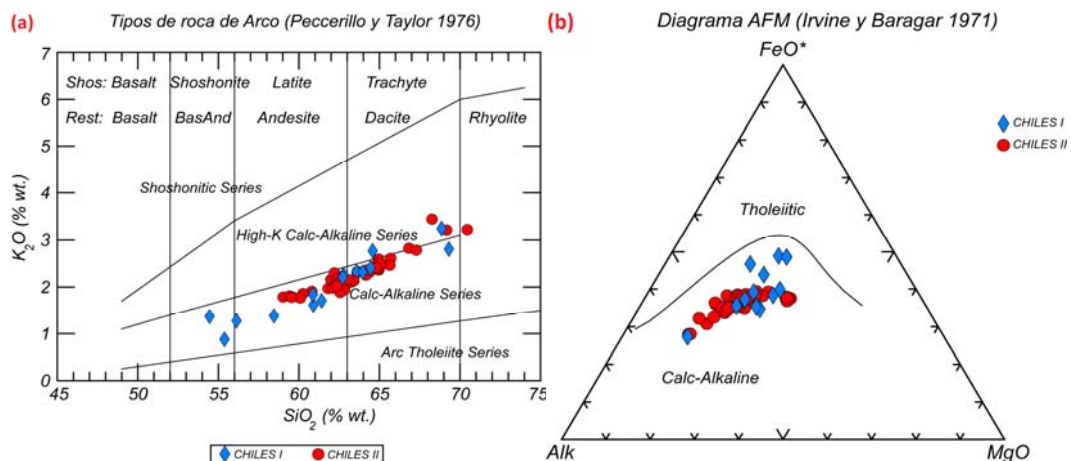 (a)
Tipos de roca de Arco (Peccerillo y Taylor 1976)
7
6
5
4
3
2
1
0
K2O (% wt.)
Shos: Basalt Shoshonite Latite Trachyte
Rest: Basalt BasAnd Andesite Dacite Rhyolite
Shoshonitic Series
High-K Calc-Alkaline Series
Calc-Alkaline Series
Arc Tholeiite Series
45 50 55 60 65 70 75
SiO2 (% wt.)
CHILES I CHILES II
(b)
Diagrama AFM (Irvine y Baragar 1971)
FeO*
CHILES I
CHILES II
Tholeiitic
Calc-Alkaline
Alk MgO